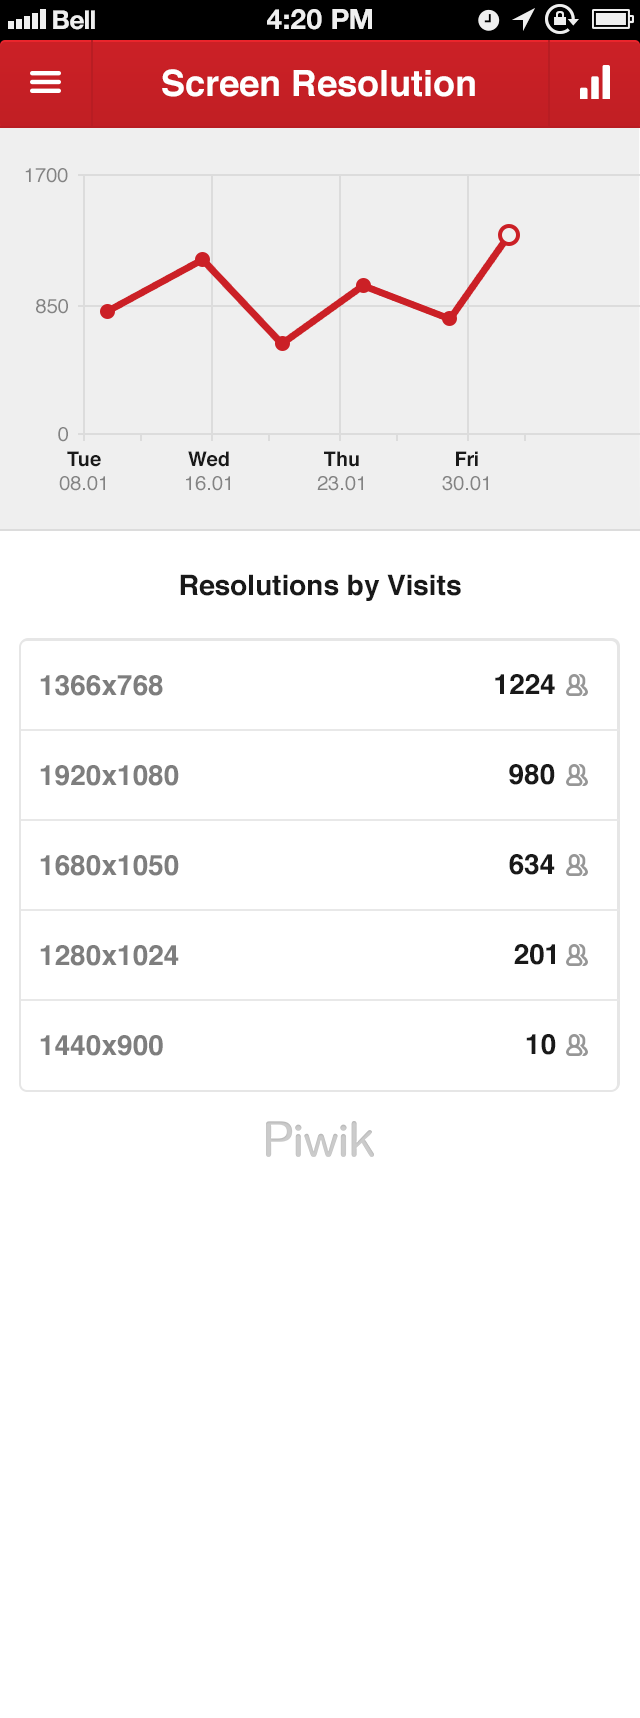 Bell 4:20 PM
Screen Resolution
1700
850
0
Tue Wed Thu Fri
08.01 16.01 23.01 30.01
Resolutions by Visits
1366x768 1224
1920x1080 980
1680x1050 634
1280x1024 201
1440x900 10
Piwik